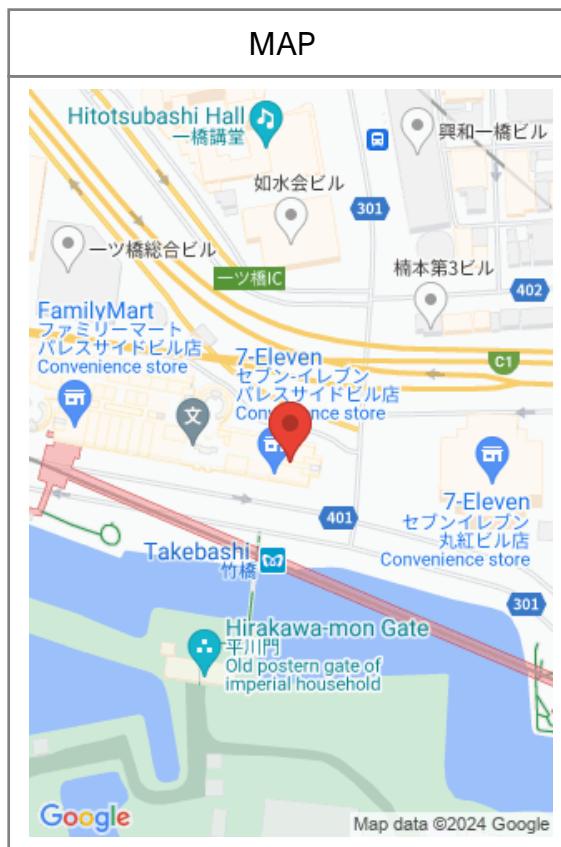 MAP
Hitotsubashi Hall
一橋講堂
興和一橋ビル
如水会ビル
301
一ツ橋総合ビル
一ツ橋IC
楠本第3ビル
402
FamilyMart
ファミリーマート
パレスサイドビル店
Convenience store
7-Eleven
セブン-イレブン
パレスサイドビル店
Convenience store
C1
文
7-Eleven
セブンイレブン
丸紅ビル店
Convenience store
401
Takebashi
竹橋
301
Hirakawa-mon Gate
平川門
Old postern gate of
imperial household
Google
Map data ©2024 Google